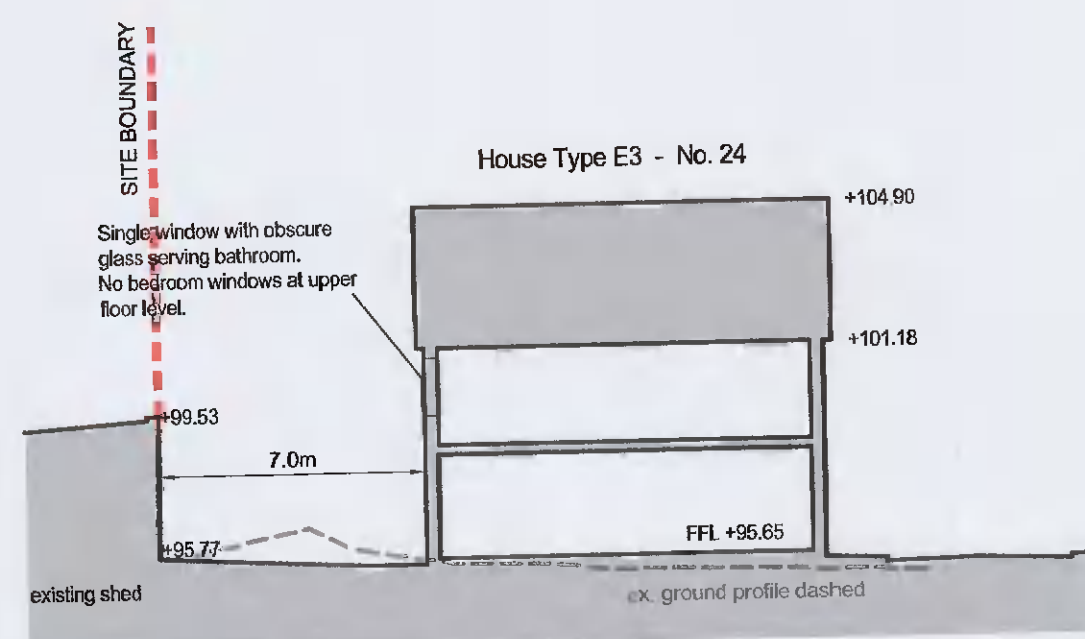 SITE BOUNDARY
House Type E3 - No. 24
+104.90
Single window with obscure
glass serving bathroom.
No bedroom windows at upper
floor level.
+101.18
+99.53
7.0m
FFL +95.65
+95.77
existing shed
ex. ground profile dashed